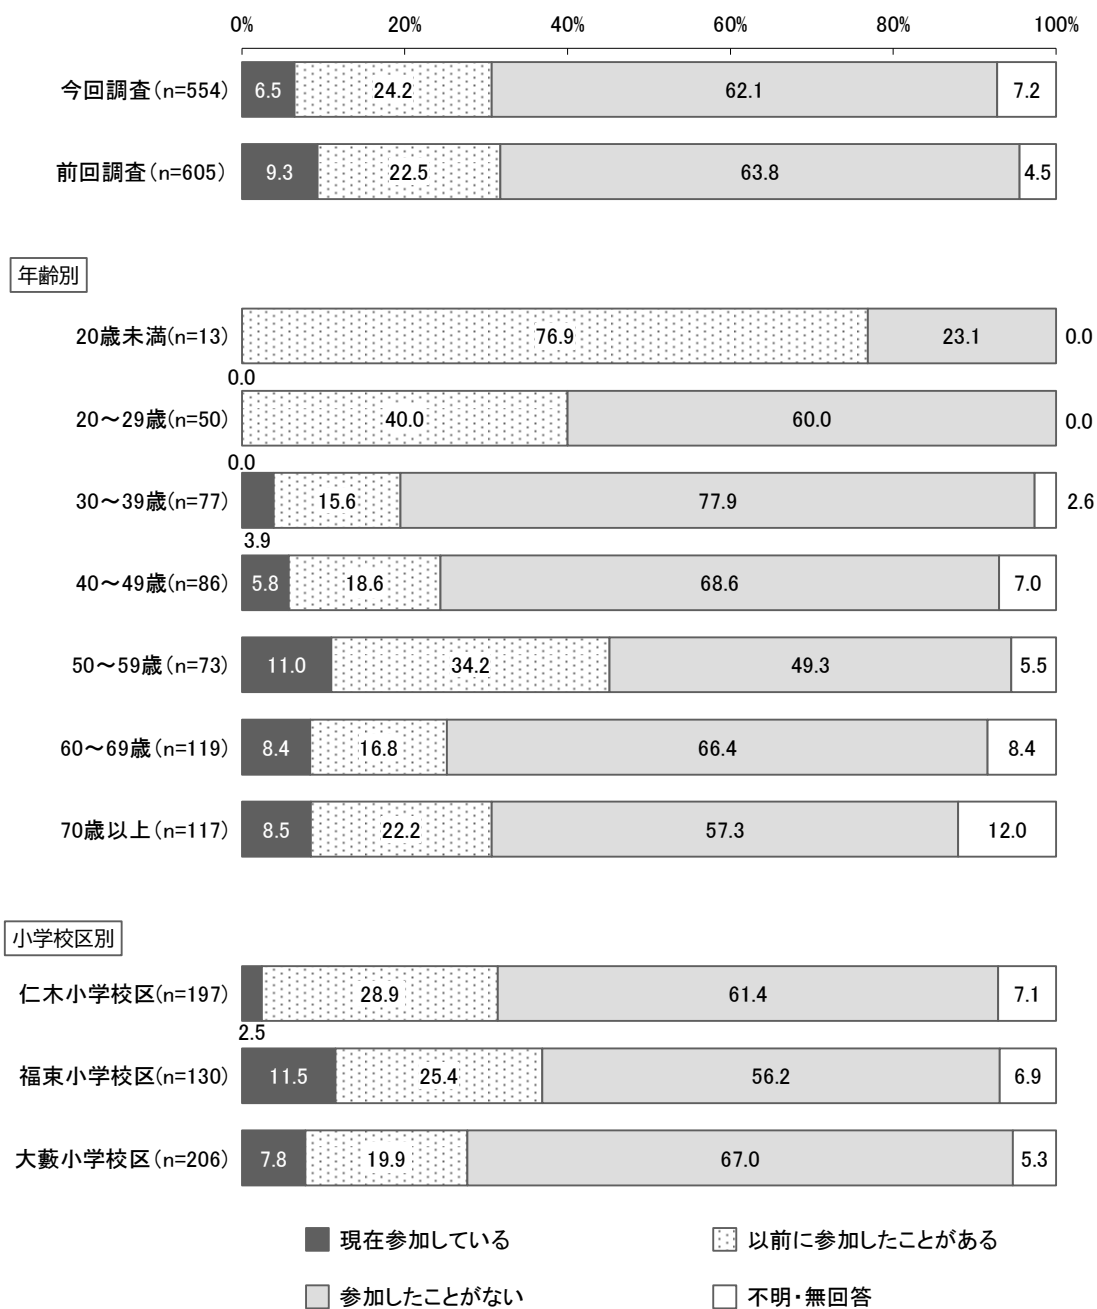 0% 20% 40% 60% 80% 100%
今回調査(n=554) 6.5 24.2 62.1 7.2
前回調査(n=605) 9.3 22.5 63.8 4.5
年齢別
20歳未満(n=13) 76.9 23.1 0.0
0.0
20～29歳(n=50) 40.0 60.0 0.0
0.0
30～39歳(n=77) 15.6 77.9 2.6
3.9
40～49歳(n=86) 5.8 18.6 68.6 7.0
50～59歳(n=73) 11.0 34.2 49.3 5.5
60～69歳(n=119) 8.4 16.8 66.4 8.4
70歳以上(n=117) 8.5 22.2 57.3 12.0
小学校区別
仁木小学校区(n=197) 28.9 61.4 7.1
2.5
福束小学校区(n=130) 11.5 25.4 56.2 6.9
大藪小学校区(n=206) 7.8 19.9 67.0 5.3
現在参加している 以前に参加したことがある
参加したことがない 不明・無回答